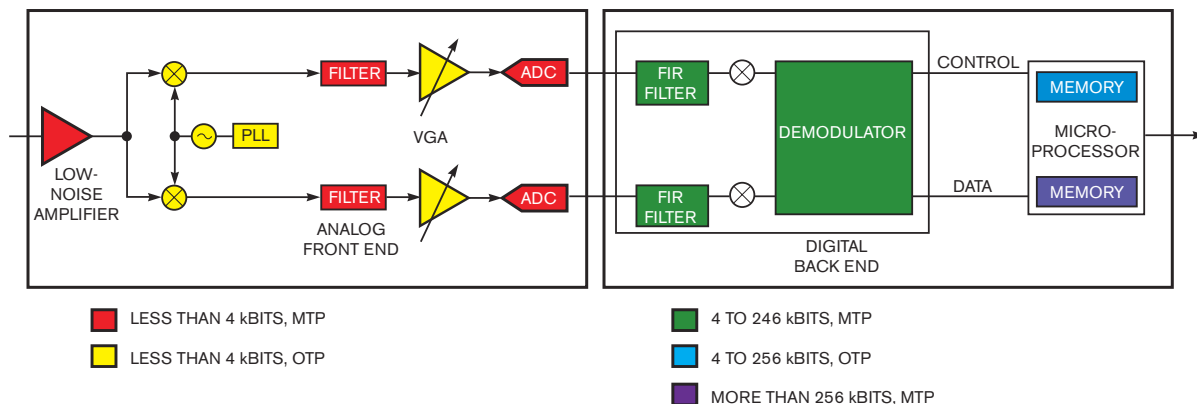 FILTER
ADC
VGA
PLL
LOW-
NOISE
AMPLIFIER
FILTER
ADC
ANALOG
FRONT END
FIR
FILTER
DEMODULATOR
FIR
FILTER
CONTROL
DATA
MEMORY
MICRO-
PROCESSOR
MEMORY
DIGITAL
BACK END
LESS THAN 4 kBITS, MTP
LESS THAN 4 kBITS, OTP
4 TO 246 kBITS, MTP
4 TO 256 kBITS, OTP
MORE THAN 256 kBITS, MTP